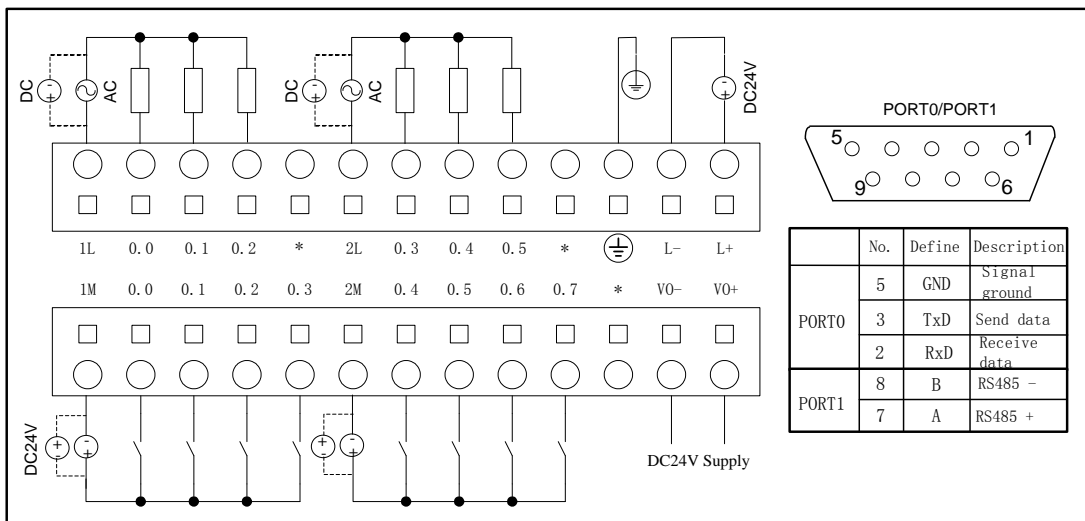 DC
AC
DC
AC
DC24V
1L 0.0 0.1 0.2 * 2L 0.3 0.4 0.5 * L- L+
1M 0.0 0.1 0.2 0.3 2M 0.4 0.5 0.6 0.7 * VO- VO+
DC24V
DC24V
DC24V Supply
PORT0/PORT1
5 1
9 6
No. Define Description
PORT0 5 GND Signal ground
3 TxD Send data
2 RxD Receive data
PORT1 8 B RS485 -
7 A RS485 +